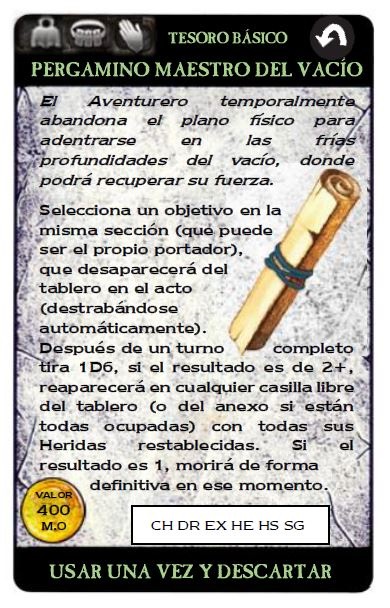 TESORO BÁSICO
PERGAMINO MAESTRO DEL VACÍO
El Aventurero temporalmente
abandona el plano físico para
adentrarse en las frías
profundidades del vacío, donde
podrá recuperar su fuerza.
Selecciona un objetivo en la
misma sección (que puede
ser el propio portador),
que desaparecerá del
tablero en el acto
(destrabándose
automáticamente).
Después de un turno completo
tira 1D6, si el resultado es de 2+,
reaparecerá en cualquier casilla libre
del tablero (o del anexo si están
todas ocupadas) con todas sus
Heridas restablecidas. Si el
resultado es 1, morirá de forma
definitiva en ese momento.
VALOR
400
M.O
CH DR EX HE HS SG
USAR UNA VEZ Y DESCARTAR